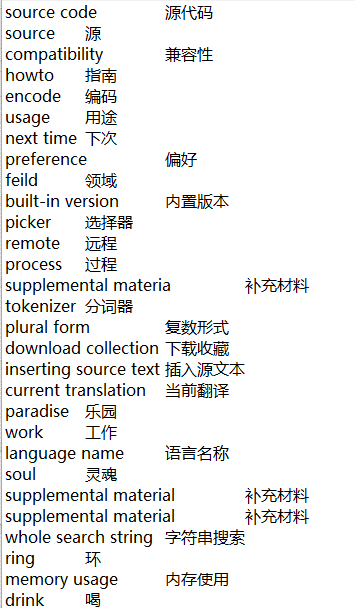 source code 源代码
source 源
compatibility 兼容性
howto 指南
encode 编码
usage 用途
next time 下次
preference 偏好
feild 领域
built-in version 内置版本
picker 选择器
remote 远程
process 过程
supplemental materia 补充材料
tokenizer 分词器
plural form 复数形式
download collection 下载收藏
inserting source text 插入源文本
current translation 当前翻译
paradise 乐园
work 工作
language name 语言名称
soul 灵魂
supplemental material 补充材料
supplemental material 补充材料
whole search string 字符串搜索
ring 环
memory usage 内存使用
drink 喝